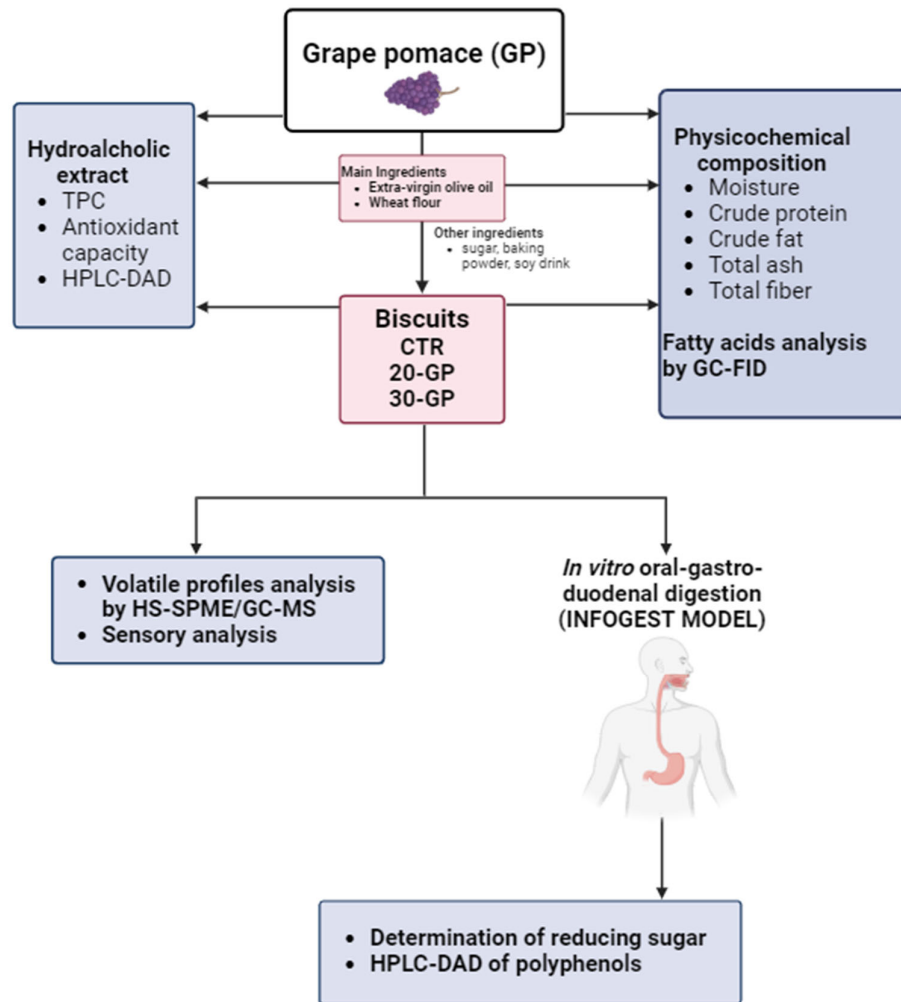 Grape pomace (GP)
Hydroalcholic
extract
• TPC
• Antioxidant
capacity
• HPLC-DAD
Main Ingredients
• Extra-virgin olive oil
• Wheat flour
Other ingredients
• sugar, baking
powder, soy drink
Biscuits
CTR
20-GP
30-GP
Physicochemical
composition
• Moisture
• Crude protein
• Crude fat
• Total ash
• Total fiber
Fatty acids analysis
by GC-FID
• Volatile profiles analysis
by HS-SPME/GC-MS
• Sensory analysis
In vitro oral-gastro-
duodenal digestion
(INFOGEST MODEL)
• Determination of reducing sugar
• HPLC-DAD of polyphenols